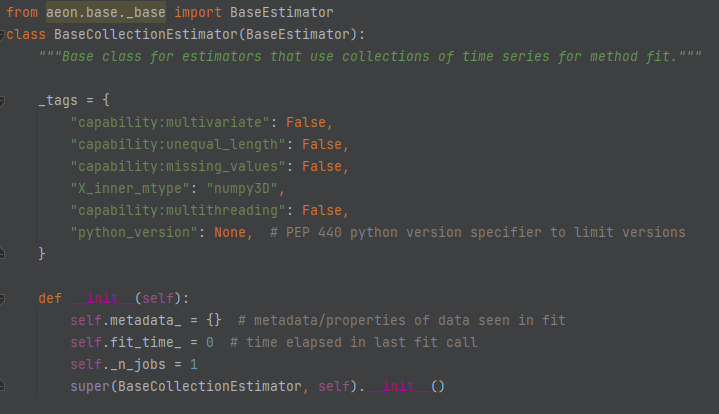 from aeon.base._base import BaseEstimator
class BaseCollectionEstimator(BaseEstimator):
    """Base class for estimators that use collections of time series for method fit."""

    _tags = {
        "capability:multivariate": False,
        "capability:unequal_length": False,
        "capability:missing_values": False,
        "X_inner_mtype": "numpy3D",
        "capability:multithreading": False,
        "python_version": None,  # PEP 440 python version specifier to limit versions
    }

    def __init__(self):
        self.metadata_ = {}  # metadata/properties of data seen in fit
        self.fit_time_ = 0  # time elapsed in last fit call
        self._n_jobs = 1
        super(BaseCollectionEstimator, self).__init__()